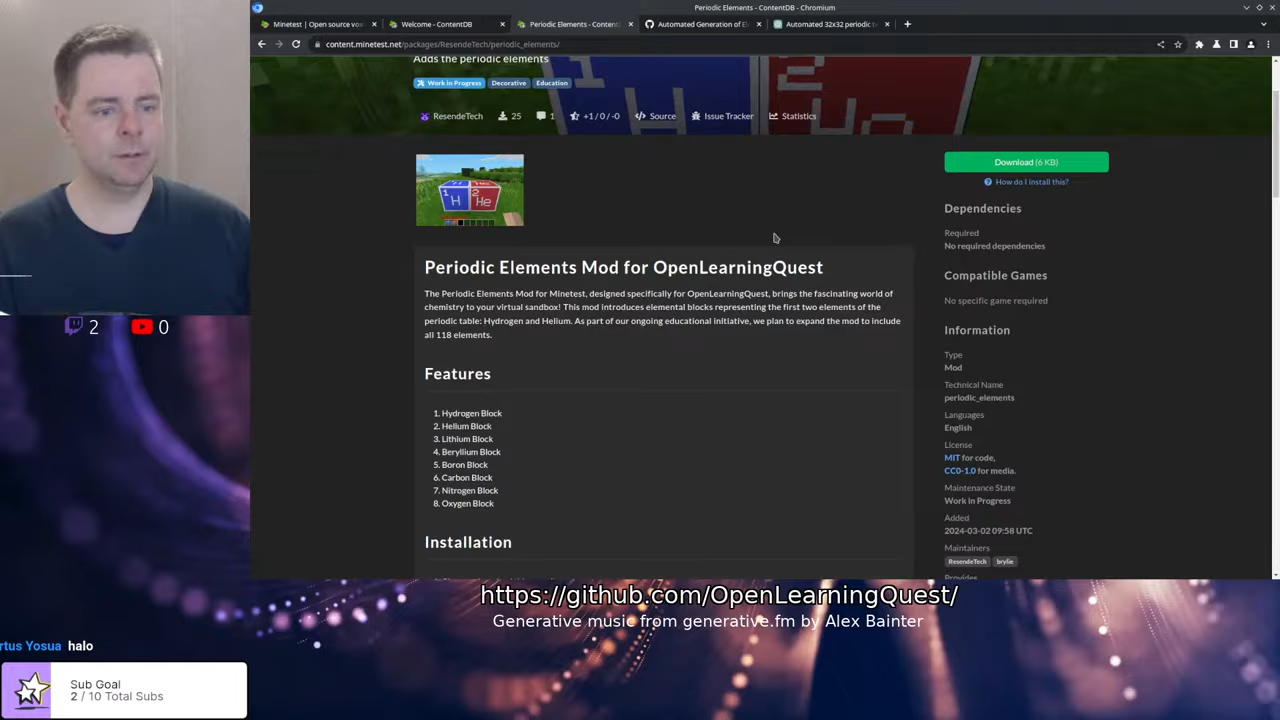 Periodic Elements - ContentDB - Chromium
Minetest | Open source vox
Welcome - ContentDB
Periodic Elements - Content
Automated Generation of E
Automated 32x32 periodic t
content.minetest.net/packages/ResendeTech/periodic_elements/
Adds the periodic elements
Work in Progress
Decorative
Education
ResendeTech
25
1
+1 / 0 / -0
Source
Issue Tracker
Statistics
1 H
2 He
Download (6 KB)
How do I install this?
Dependencies
Required
No required dependencies
Compatible Games
No specific game required
Information
Type
Mod
Technical Name
periodic_elements
Languages
English
License
MIT for code,
CC0-1.0 for media.
Maintenance State
Work in Progress
Added
2024-03-02 09:58 UTC
Maintainers
ResendeTech brylie
Provides
Periodic Elements Mod for OpenLearningQuest
The Periodic Elements Mod for Minetest, designed specifically for OpenLearningQuest, brings the fascinating world of
chemistry to your virtual sandbox! This mod introduces elemental blocks representing the first two elements of the
periodic table: Hydrogen and Helium. As part of our ongoing educational initiative, we plan to expand the mod to include
all 118 elements.
Features
1. Hydrogen Block
2. Helium Block
3. Lithium Block
4. Beryllium Block
5. Boron Block
6. Carbon Block
7. Nitrogen Block
8. Oxygen Block
Installation
2
0
https://github.com/OpenLearningQuest/
Generative music from generative.fm by Alex Bainter
rtus Yosua halo
Sub Goal
2 / 10 Total Subs